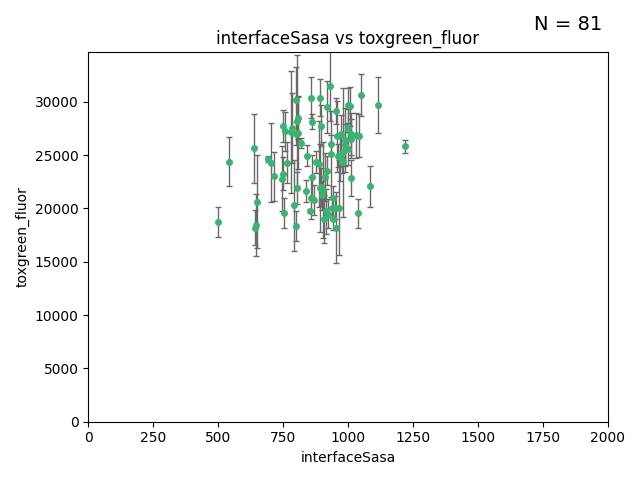 N = 81
interfaceSasa vs toxgreen_fluor
toxgreen_fluor
30000
25000
20000
15000
10000
5000
0
0 250 500 750 1000 1250 1500 1750 2000
interfaceSasa